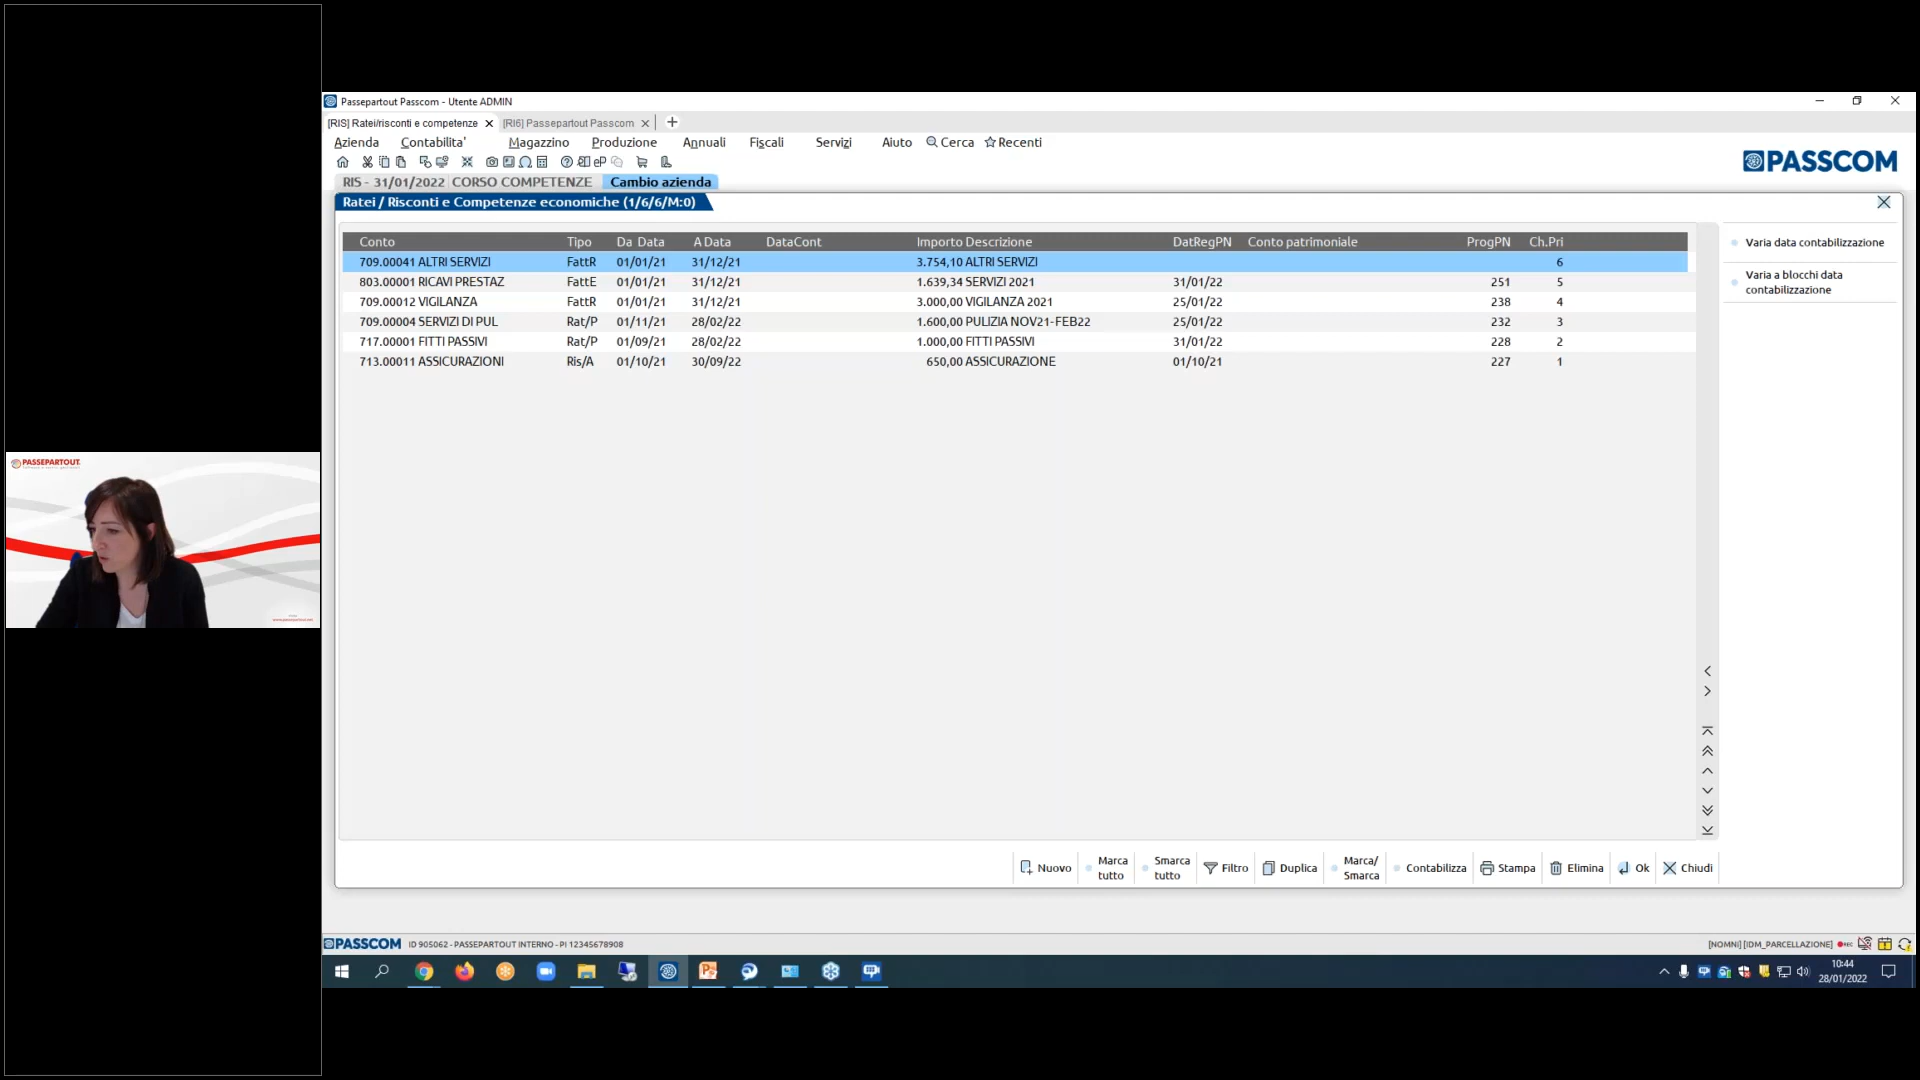 PASSEPARTOUT
Passepartout Passcom - Utente ADMIN
[RIS] Ratei/risconti e competenze [RI6] Passepartout Passcom
Azienda Contabilita' Magazzino Produzione Annuali Fiscali Servizi Aiuto Cerca Recenti
PASSCOM
RIS - 31/01/2022 CORSO COMPETENZE Cambio azienda
Ratei / Risconti e Competenze economiche (1/6/6/M:0)
Conto Tipo Da Data A Data DataCont Importo Descrizione DatRegPN Conto patrimoniale ProgPN Ch.Pri
709.00041 ALTRI SERVIZI FattR 01/01/21 31/12/21 3.754,10 ALTRI SERVIZI 6
803.00001 RICAVI PRESTAZ FattE 01/01/21 31/12/21 1.639,34 SERVIZI 2021 31/01/22 251 5
709.00012 VIGILANZA FattR 01/01/21 31/12/21 3.000,00 VIGILANZA 2021 25/01/22 238 4
709.00004 SERVIZI DI PUL Rat/P 01/11/21 28/02/22 1.600,00 PULIZIA NOV21-FEB22 25/01/22 232 3
717.00001 FITTI PASSIVI Rat/P 01/09/21 28/02/22 1.000,00 FITTI PASSIVI 31/01/22 228 2
713.00011 ASSICURAZIONI Ris/A 01/10/21 30/09/22 650,00 ASSICURAZIONE 01/10/21 227 1
Varia data contabilizzazione
Varia a blocchi data
contabilizzazione
Nuovo Marca tutto Smarca tutto Filtro Duplica Marca/ Smarca Contabilizza Stampa Elimina Ok Chiudi
PASSCOM ID 905062 - PASSEPARTOUT INTERNO - PI 12345678908 [NOMNI] [IDM_PARCELLAZIONE] REC
10:44
28/01/2022